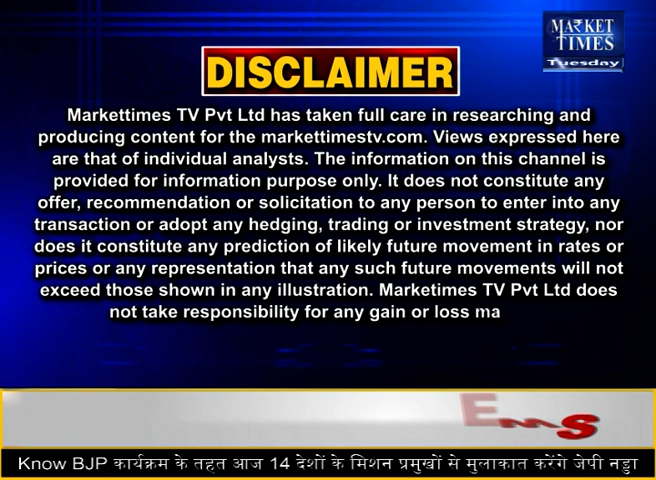 MARKET
TIMES
Tuesday
DISCLAIMER
Markettimes TV Pvt Ltd has taken full care in researching and
producing content for the markettimestv.com. Views expressed here
are that of individual analysts. The information on this channel is
provided for information purpose only. It does not constitute any
offer, recommendation or solicitation to any person to enter into any
transaction or adopt any hedging, trading or investment strategy, nor
does it constitute any prediction of likely future movement in rates or
prices or any representation that any such future movements will not
exceed those shown in any illustration. Marketimes TV Pvt Ltd does
not take responsibility for any gain or loss ma
EMS
Know BJP कार्यक्रम के तहत आज 14 देशों के मिशन प्रमुखों से मुलाकात करेंगे जेपी नड्डा